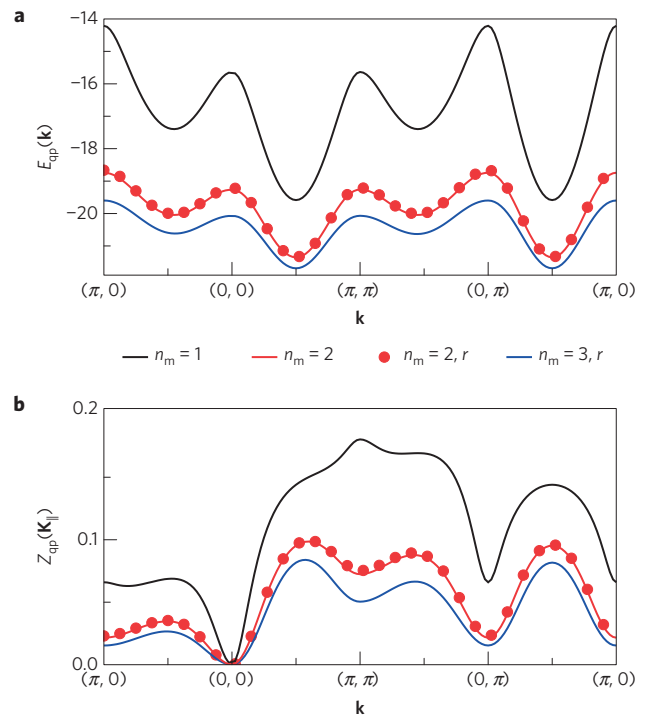 a
−14
−16
−18
−20
E_qp(k)
(π, 0) (0, 0) (π, π) (0, π) (π, 0)
k
n_m = 1 n_m = 2 n_m = 2, r n_m = 3, r
b
0.2
0.1
0.0
Z_qp(K_∥)
(π, 0) (0, 0) (π, π) (0, π) (π, 0)
k